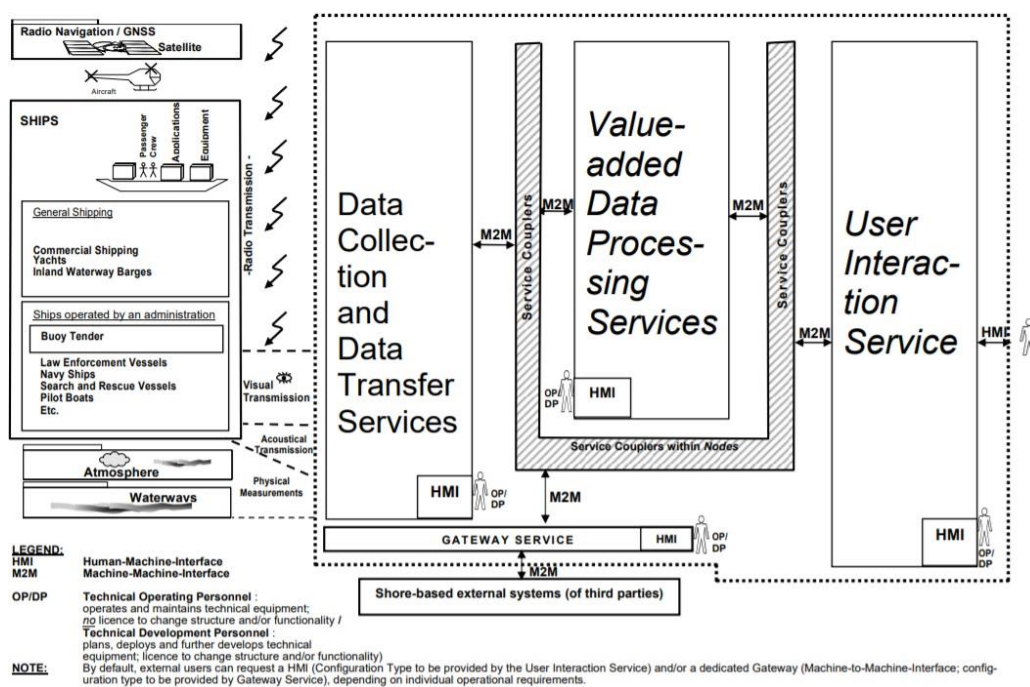 Radio Navigation / GNSS
Satellite
Aircraft
SHIPS
Passenger
Crew
Applications
Equipment
General Shipping
Commercial Shipping
Yachts
Inland Waterway Barges
Ships operated by an administration
Buoy Tender
Law Enforcement Vessels
Navy Ships
Search and Rescue Vessels
Pilot Boats
Etc.
Atmosphere
Waterways
-Radio Transmission -
Visual
Transmission
Acoustical
Transmission
Physical
Measurements
Data
Collec-
tion
and
Data
Transfer
Services
HMI
OP/
DP
M2M
Service Couplers
M2M
Value-
added
Data
Proces-
sing
Services
OP/
DP
HMI
M2M
Service Couplers
Service Couplers within Nodes
M2M
M2M
User
Interac-
tion
Service
HMI
HMI
OP/
DP
GATEWAY SERVICE
HMI
OP/
DP
M2M
Shore-based external systems (of third parties)
LEGEND:
HMI Human-Machine-Interface
M2M Machine-Machine-Interface
OP/DP Technical Operating Personnel :
operates and maintains technical equipment;
no licence to change structure and/or functionality /
Technical Development Personnel :
plans, deploys and further develops technical
equipment; licence to change structure and/or functionality)
NOTE: By default, external users can request a HMI (Configuration Type to be provided by the User Interaction Service) and/or a dedicated Gateway (Machine-to-Machine-Interface; config-
uration type to be provided by Gateway Service), depending on individual operational requirements.